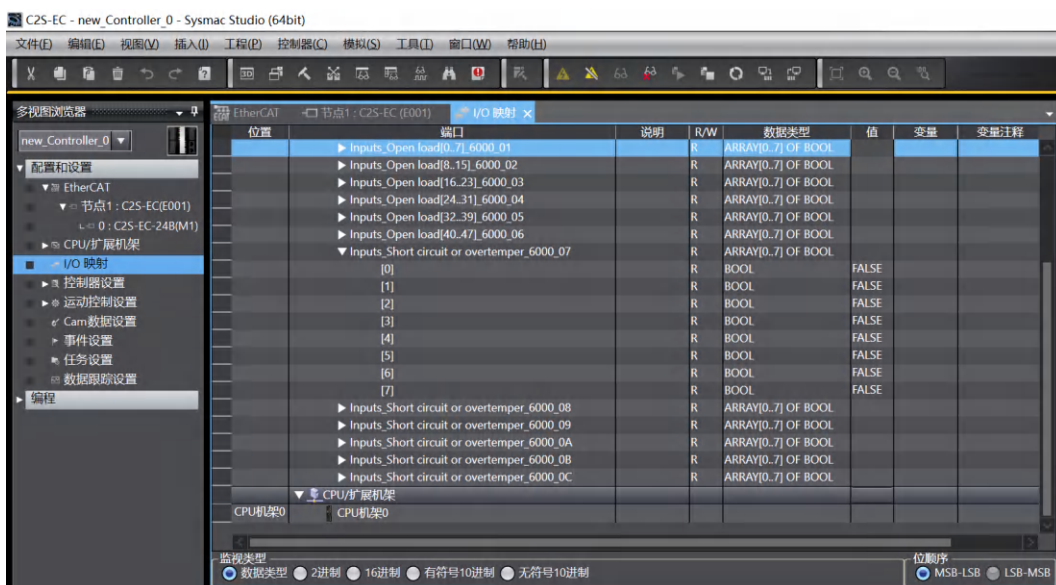 C2S-EC - new_Controller_0 - Sysmac Studio (64bit)
文件(F) 编辑(E) 视图(V) 插入(I) 工程(P) 控制器(C) 模拟(S) 工具(T) 窗口(W) 帮助(H)
多视图浏览器
new_Controller_0
配置和设置
EtherCAT
节点1 : C2S-EC(E001)
0 : C2S-EC-24B(M1)
CPU/扩展机架
I/O 映射
控制器设置
运动控制设置
Cam数据设置
事件设置
任务设置
数据跟踪设置
编程
EtherCAT 节点1 : C2S-EC (E001) I/O 映射
位置 端口 说明 R/W 数据类型 值 变量 变量注释
Inputs_Open load[0..7]_6000_01 R ARRAY[0..7] OF BOOL
Inputs_Open load[8..15]_6000_02 R ARRAY[0..7] OF BOOL
Inputs_Open load[16..23]_6000_03 R ARRAY[0..7] OF BOOL
Inputs_Open load[24..31]_6000_04 R ARRAY[0..7] OF BOOL
Inputs_Open load[32..39]_6000_05 R ARRAY[0..7] OF BOOL
Inputs_Open load[40..47]_6000_06 R ARRAY[0..7] OF BOOL
Inputs_Short circuit or overtemper_6000_07 R ARRAY[0..7] OF BOOL
[0] R BOOL FALSE
[1] R BOOL FALSE
[2] R BOOL FALSE
[3] R BOOL FALSE
[4] R BOOL FALSE
[5] R BOOL FALSE
[6] R BOOL FALSE
[7] R BOOL FALSE
Inputs_Short circuit or overtemper_6000_08 R ARRAY[0..7] OF BOOL
Inputs_Short circuit or overtemper_6000_09 R ARRAY[0..7] OF BOOL
Inputs_Short circuit or overtemper_6000_0A R ARRAY[0..7] OF BOOL
Inputs_Short circuit or overtemper_6000_0B R ARRAY[0..7] OF BOOL
Inputs_Short circuit or overtemper_6000_0C R ARRAY[0..7] OF BOOL
CPU/扩展机架
CPU机架0 CPU机架0
监视类型 位顺序
数据类型 2进制 16进制 有符号10进制 无符号10进制 MSB-LSB LSB-MSB